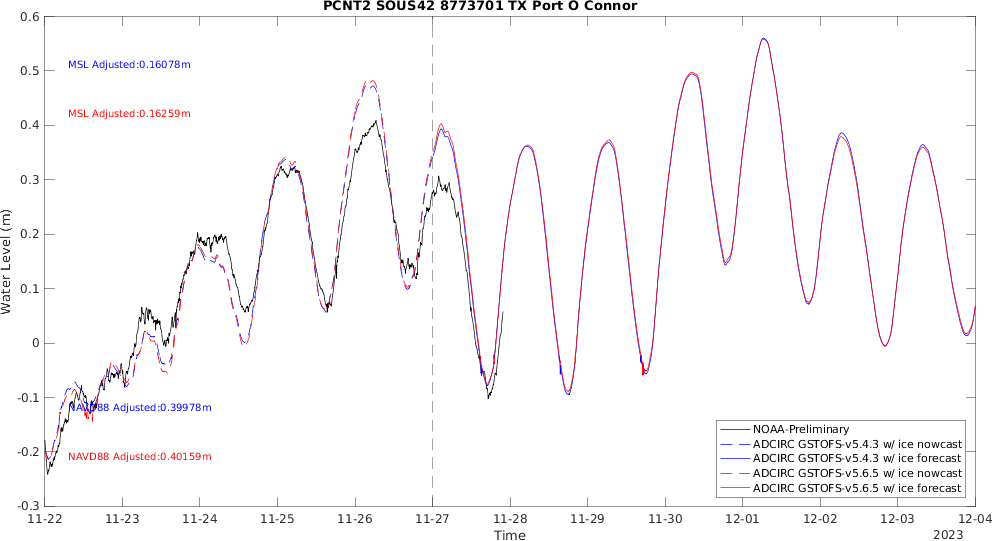 PCNT2 SOUS42 8773701 TX Port O Connor
0.6
0.5
0.4
0.3
0.2
0.1
0
-0.1
-0.2
-0.3
Water Level (m)
MSL Adjusted:0.16078m
MSL Adjusted:0.16259m
NAVD88 Adjusted:0.39978m
NAVD88 Adjusted:0.40159m
NOAA-Preliminary
ADCIRC GSTOFS-v5.4.3 w/ ice nowcast
ADCIRC GSTOFS-v5.4.3 w/ ice forecast
ADCIRC GSTOFS-v5.6.5 w/ ice nowcast
ADCIRC GSTOFS-v5.6.5 w/ ice forecast
11-22 11-23 11-24 11-25 11-26 11-27 11-28 11-29 11-30 12-01 12-02 12-03 12-04
Time
2023